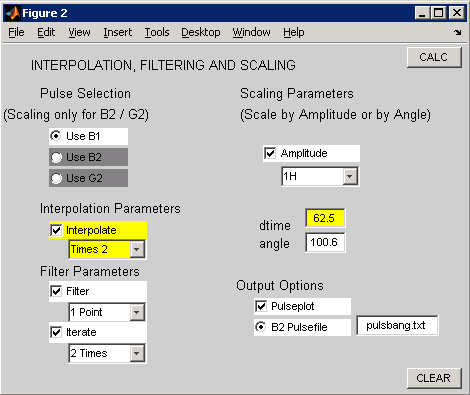 Figure 2
File Edit View Insert Tools Desktop Window Help
CALC
INTERPOLATION, FILTERING AND SCALING
Pulse Selection
(Scaling only for B2 / G2)
Use B1
Use B2
Use G2
Scaling Parameters
(Scale by Amplitude or by Angle)
Amplitude
1H
Interpolation Parameters
Interpolate
Times 2
dtime 62.5
angle 100.6
Filter Parameters
Filter
1 Point
Iterate
2 Times
Output Options
Pulseplot
B2 Pulsefile pulsbang.txt
CLEAR